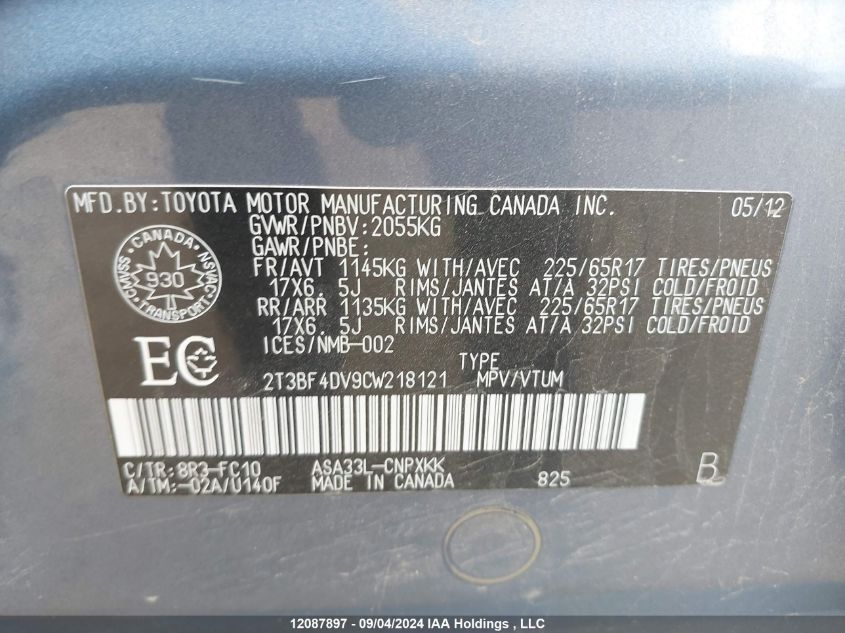 MFD.BY:TOYOTA MOTOR MANUFACTURING CANADA INC. 05/12
GVWR/PNBV:2055KG
GAWR/PNBE:
FR/AVT 1145KG WITH/AVEC 225/65R17 TIRES/PNEUS
17X6.5J RIMS/JANTES AT/À 32PSI COLD/FROID
RR/ARR 1135KG WITH/AVEC 225/65R17 TIRES/PNEUS
17X6.5J RIMS/JANTES AT/À 32PSI COLD/FROID
ICES/NMB-002
CANADA
CMVSS 930 NSVAC
TRANSPORT
EC
TYPE
2T3BF4DV9CW218121 MPV/VTUM
C/TR:8R3-FC10 ASA33L-CNPXKK B
A/TM:-02A/U140F MADE IN CANADA 825
12087897 - 09/04/2024 IAA Holdings , LLC